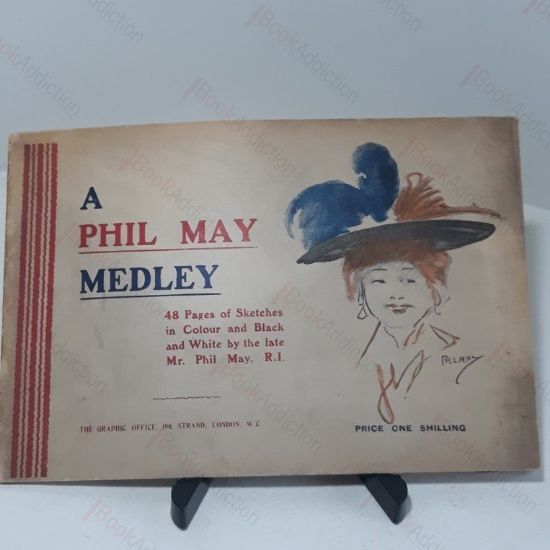 A
PHIL MAY
MEDLEY
48 Pages of Sketches
in Colour and Black
and White by the late
Mr. Phil May, R.I.
PHIL MAY
THE GRAPHIC OFFICE, 190, STRAND, LONDON, W.C
PRICE ONE SHILLING
BookAddiction